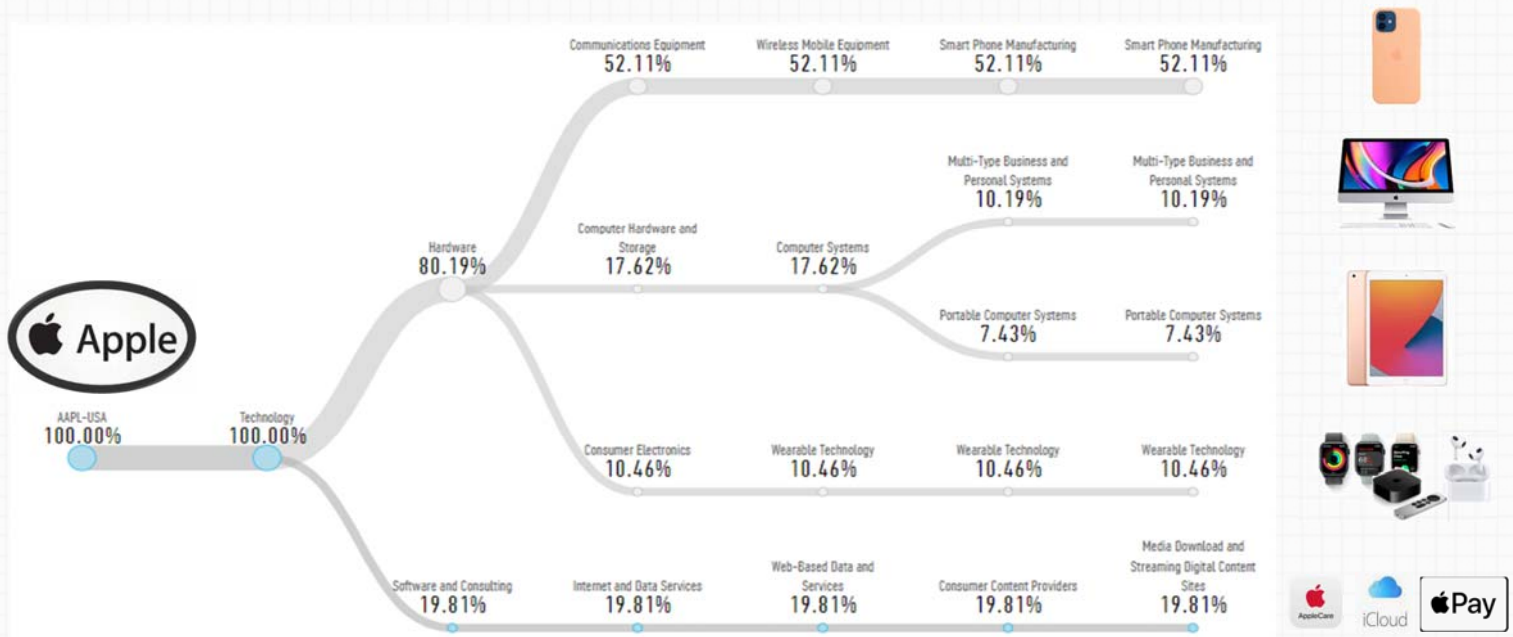 Communications Equipment
52.11%
Wireless Mobile Equipment
52.11%
Smart Phone Manufacturing
52.11%
Smart Phone Manufacturing
52.11%
Multi-Type Business and
Personal Systems
10.19%
Multi-Type Business and
Personal Systems
10.19%
Hardware
80.19%
Computer Hardware and
Storage
17.62%
Computer Systems
17.62%
Apple
Portable Computer Systems
7.43%
Portable Computer Systems
7.43%
AAPL-USA
100.00%
Technology
100.00%
Consumer Electronics
10.46%
Wearable Technology
10.46%
Wearable Technology
10.46%
Wearable Technology
10.46%
Software and Consulting
19.81%
Internet and Data Services
19.81%
Web-Based Data and
Services
19.81%
Consumer Content Providers
19.81%
Media Download and
Streaming Digital Content
Sites
19.81%
AppleCare
iCloud
Pay